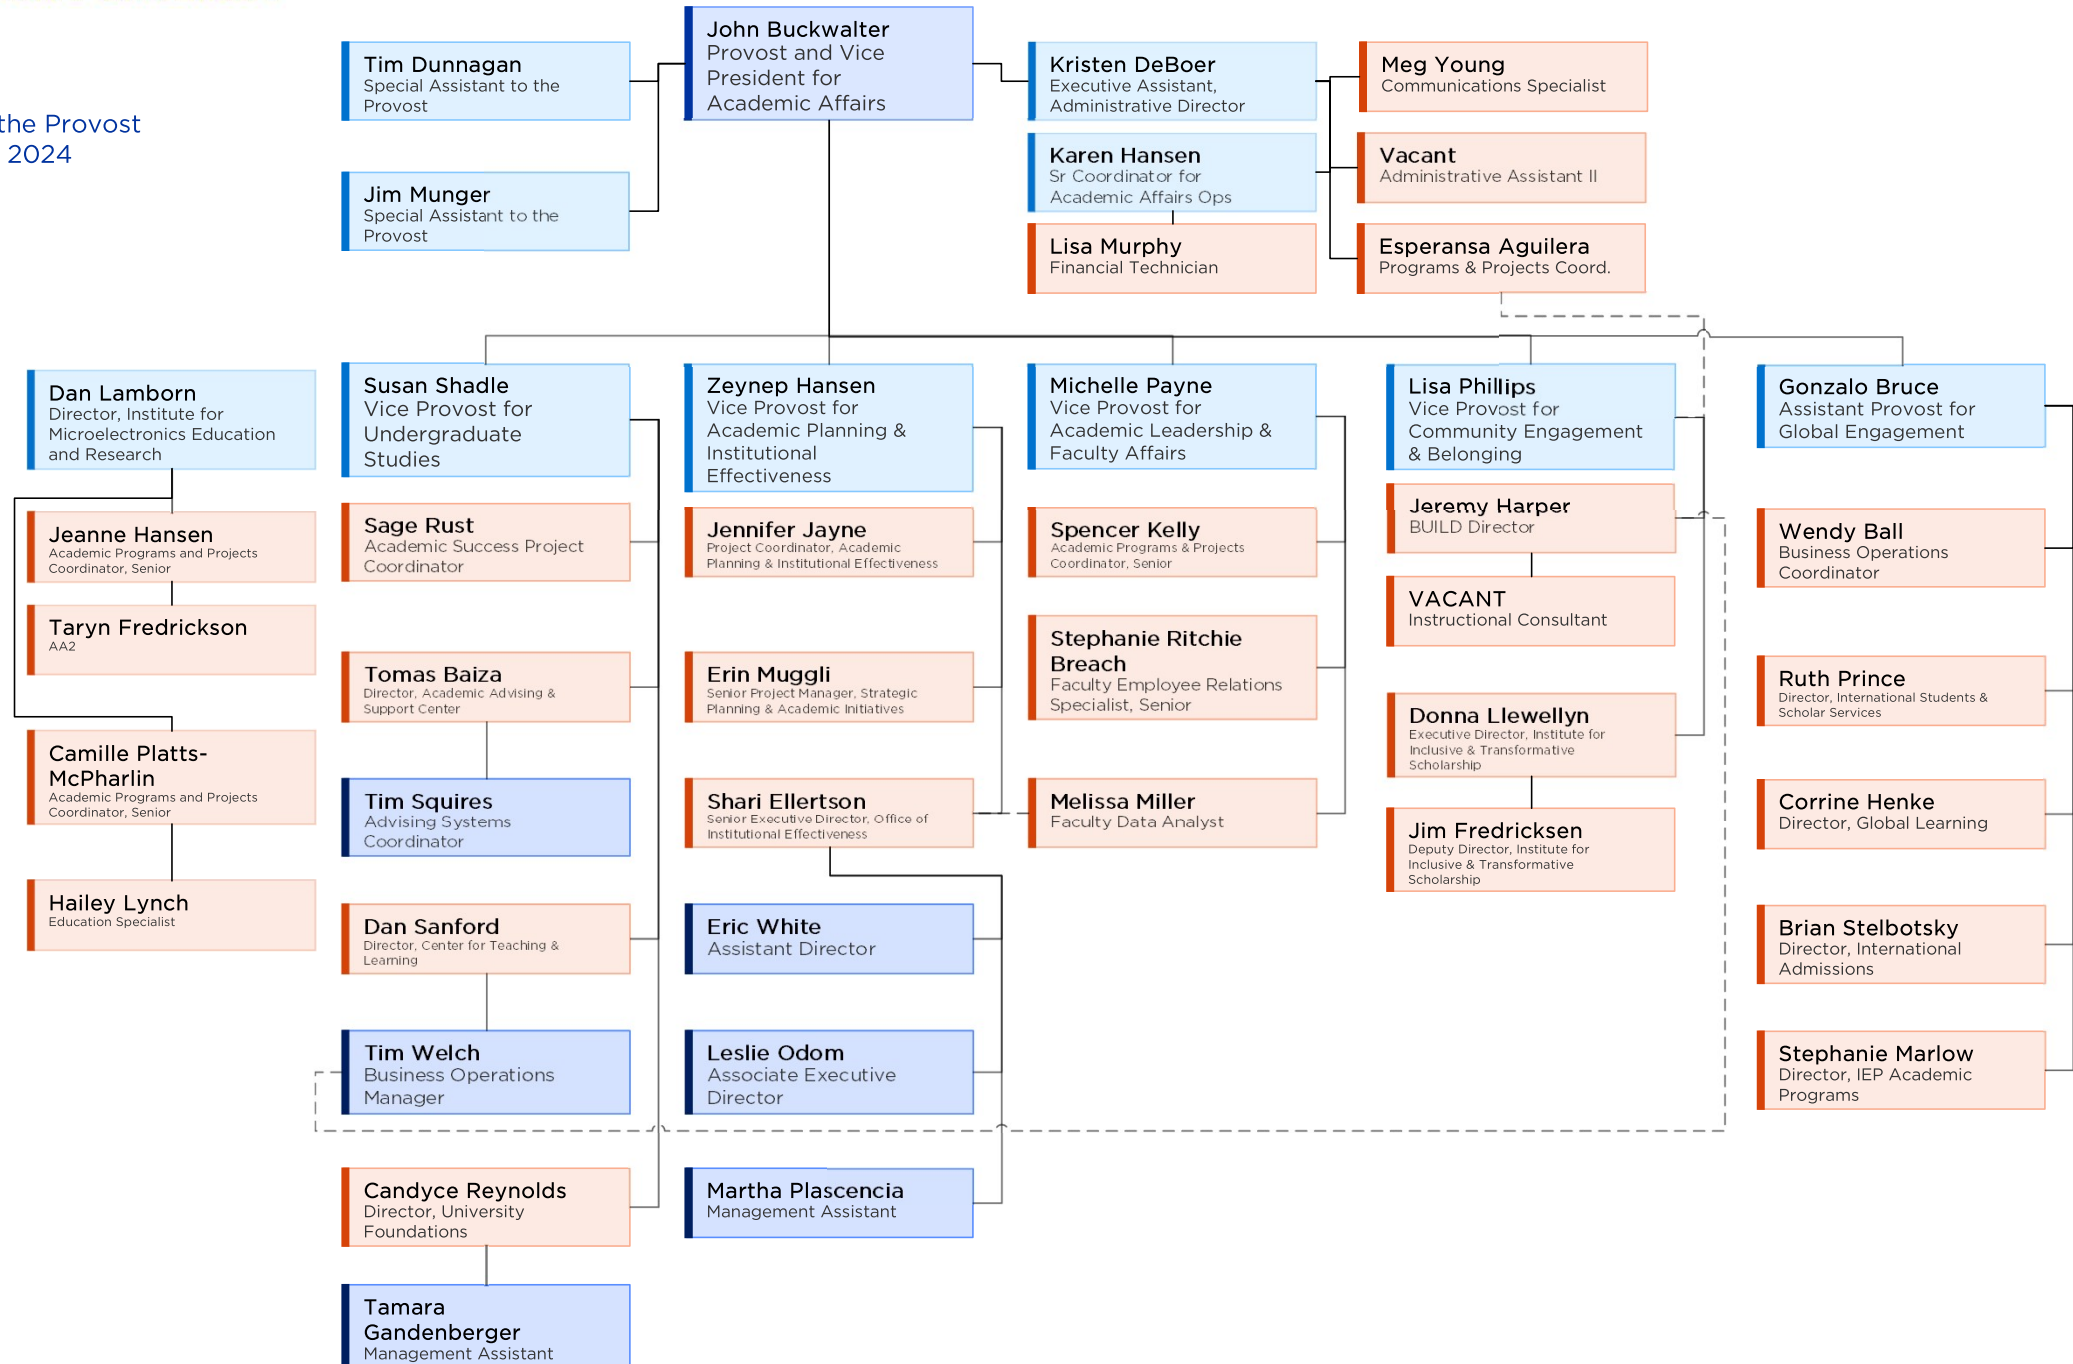 John Buckwalter
Provost and Vice
President for
Academic Affairs
Tim Dunnagan
Special Assistant to the
Provost
Kristen DeBoer
Executive Assistant,
Administrative Director
Meg Young
Communications Specialist
the Provost
2024
Karen Hansen
Sr Coordinator for
Academic Affairs Ops
Vacant
Administrative Assistant II
Jim Munger
Special Assistant to the
Provost
Lisa Murphy
Financial Technician
Esperansa Aguilera
Programs & Projects Coord.
Dan Lamborn
Director, Institute for
Microelectronics Education
and Research
Jeanne Hansen
Academic Programs and Projects
Coordinator, Senior
Taryn Fredrickson
AA2
Camille Platts-
McPharlin
Academic Programs and Projects
Coordinator, Senior
Hailey Lynch
Education Specialist
Susan Shadle
Vice Provost for
Undergraduate
Studies
Sage Rust
Academic Success Project
Coordinator
Tomas Baiza
Director, Academic Advising &
Support Center
Tim Squires
Advising Systems
Coordinator
Dan Sanford
Director, Center for Teaching &
Learning
Tim Welch
Business Operations
Manager
Candyce Reynolds
Director, University
Foundations
Tamara
Gandenberger
Management Assistant
Zeynep Hansen
Vice Provost for
Academic Planning &
Institutional
Effectiveness
Jennifer Jayne
Project Coordinator, Academic
Planning & Institutional Effectiveness
Erin Muggli
Senior Project Manager, Strategic
Planning & Academic Initiatives
Shari Ellertson
Senior Executive Director, Office of
Institutional Effectiveness
Eric White
Assistant Director
Leslie Odom
Associate Executive
Director
Martha Plascencia
Management Assistant
Michelle Payne
Vice Provost for
Academic Leadership &
Faculty Affairs
Spencer Kelly
Academic Programs & Projects
Coordinator, Senior
Stephanie Ritchie
Breach
Faculty Employee Relations
Specialist, Senior
Melissa Miller
Faculty Data Analyst
Lisa Phillips
Vice Provost for
Community Engagement
& Belonging
Jeremy Harper
BUILD Director
VACANT
Instructional Consultant
Donna Llewellyn
Executive Director, Institute for
Inclusive & Transformative
Scholarship
Jim Fredricksen
Deputy Director, Institute for
Inclusive & Transformative
Scholarship
Gonzalo Bruce
Assistant Provost for
Global Engagement
Wendy Ball
Business Operations
Coordinator
Ruth Prince
Director, International Students &
Scholar Services
Corrine Henke
Director, Global Learning
Brian Stelbotsky
Director, International
Admissions
Stephanie Marlow
Director, IEP Academic
Programs